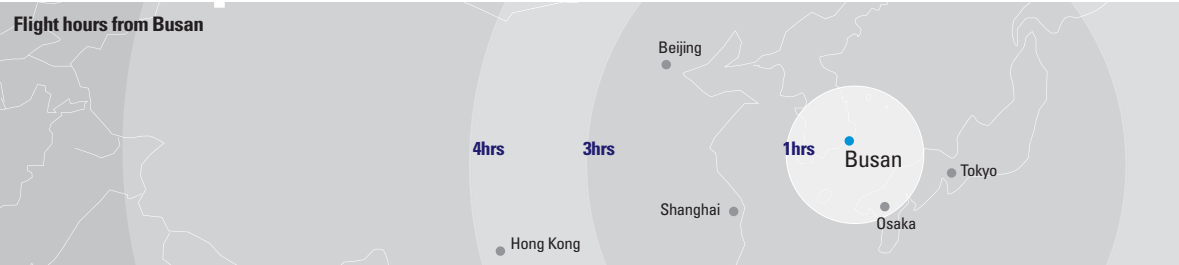 Flight hours from Busan
Beijing
4hrs
3hrs
1hrs
Busan
Tokyo
Shanghai
Osaka
Hong Kong